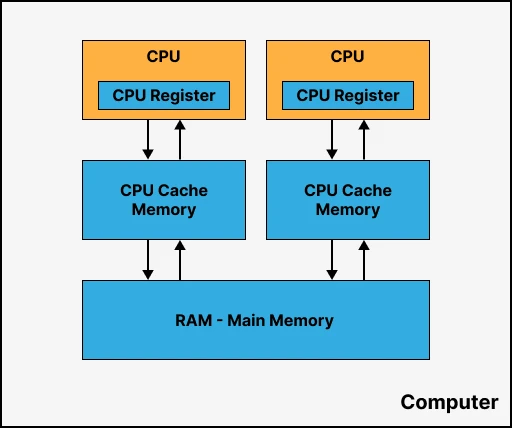 CPU
CPU
CPU Register
CPU Register
CPU Cache
Memory
CPU Cache
Memory
RAM - Main Memory
Computer